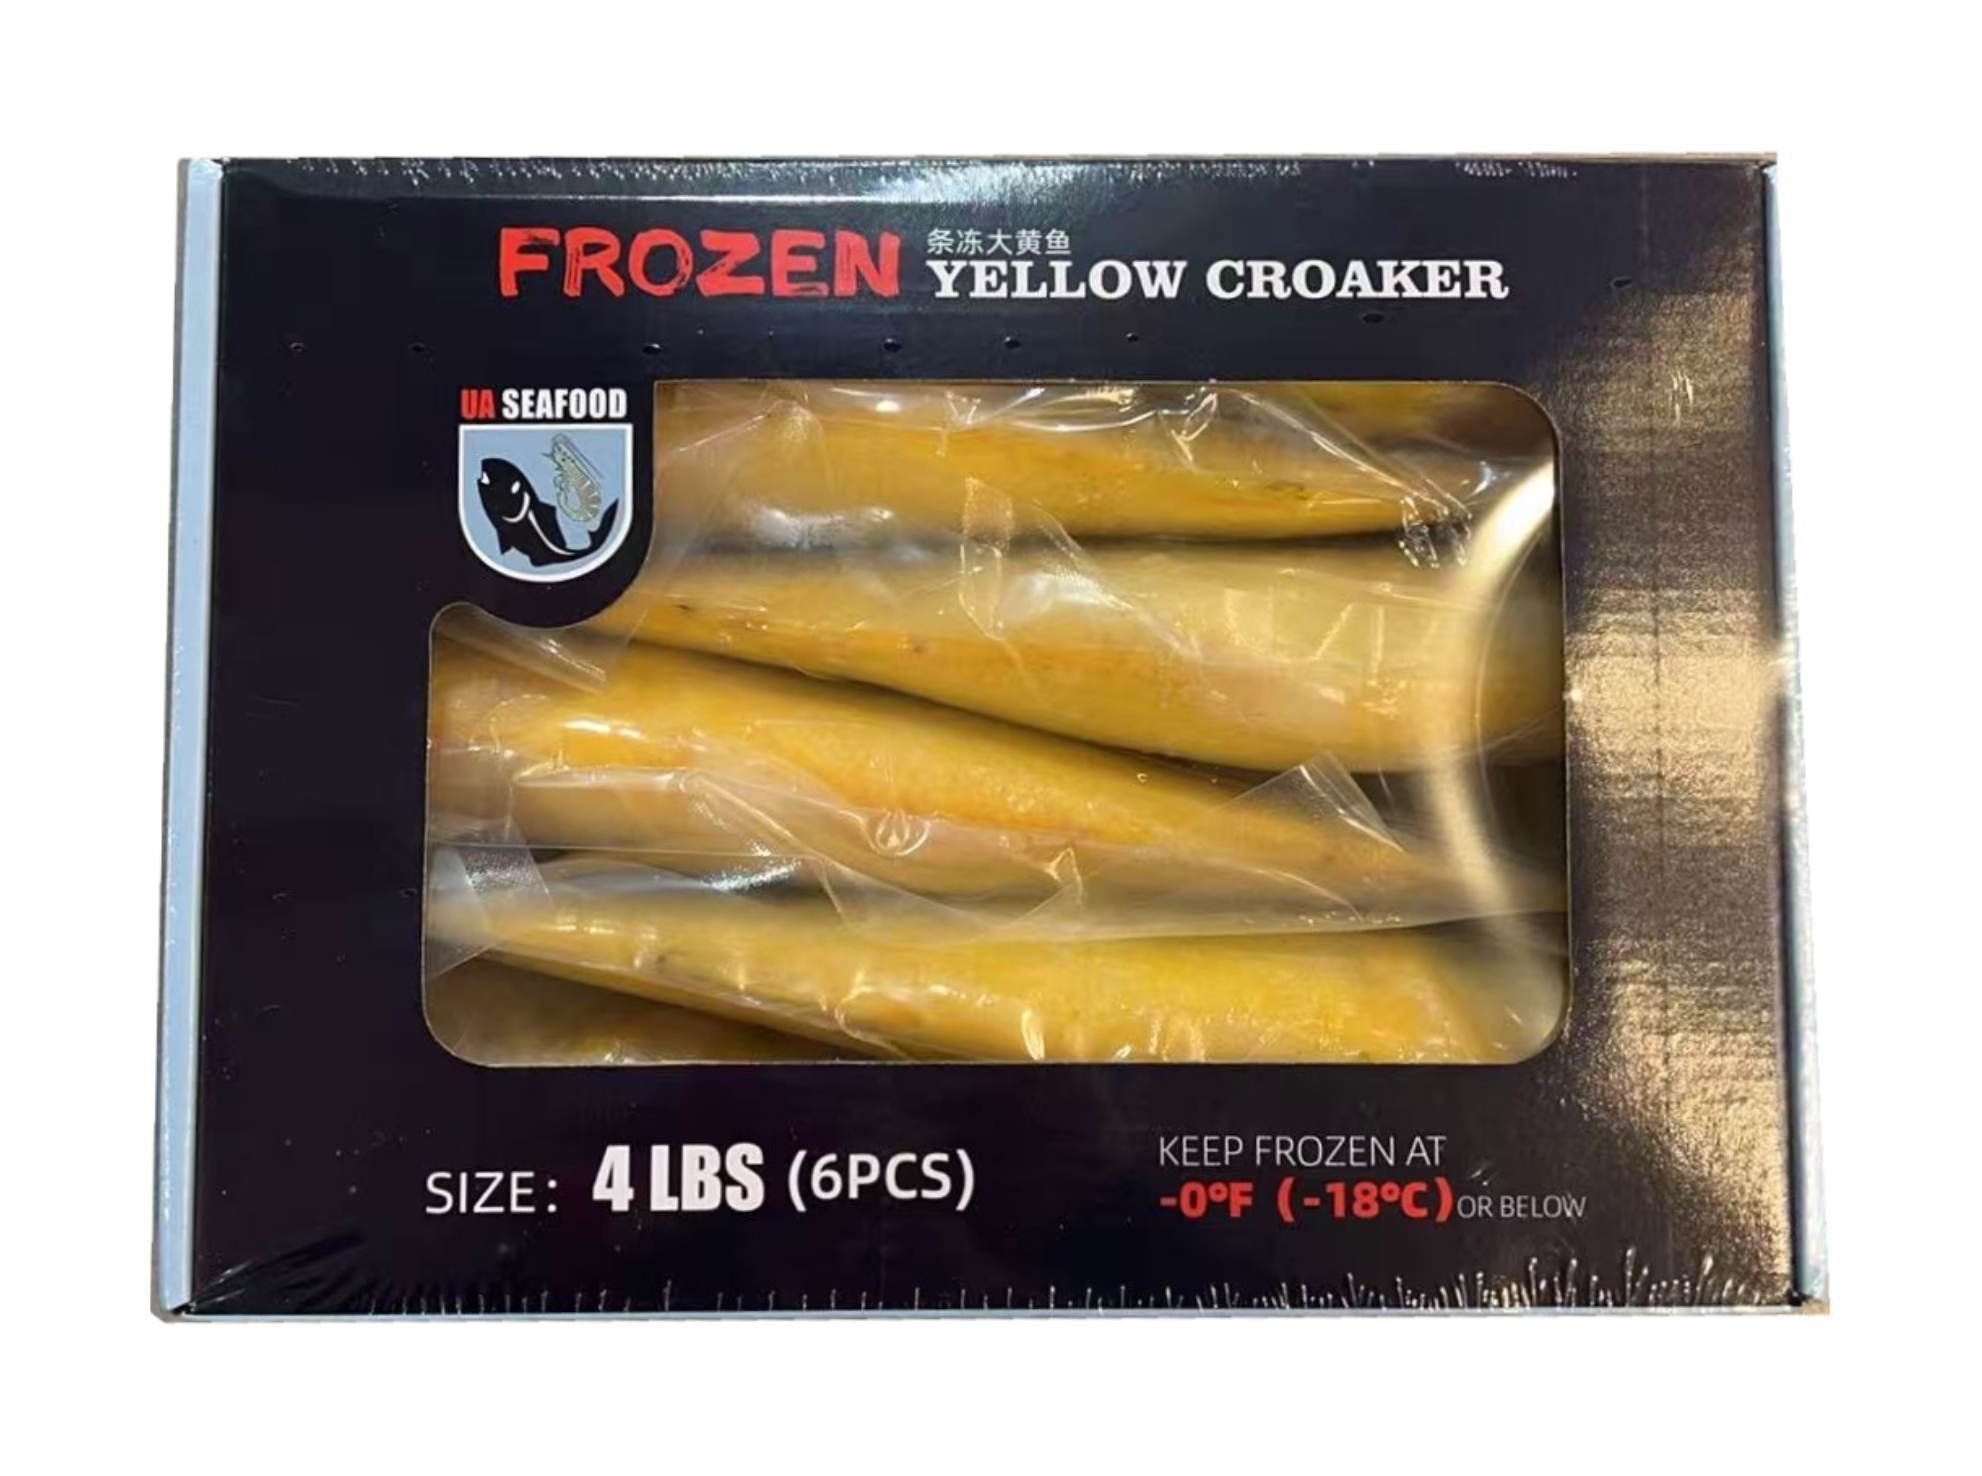 FROZEN
条冻大黄鱼
YELLOW CROAKER
UA SEAFOOD
SIZE: 4 LBS (6PCS)
KEEP FROZEN AT
-0°F (-18°C) OR BELOW